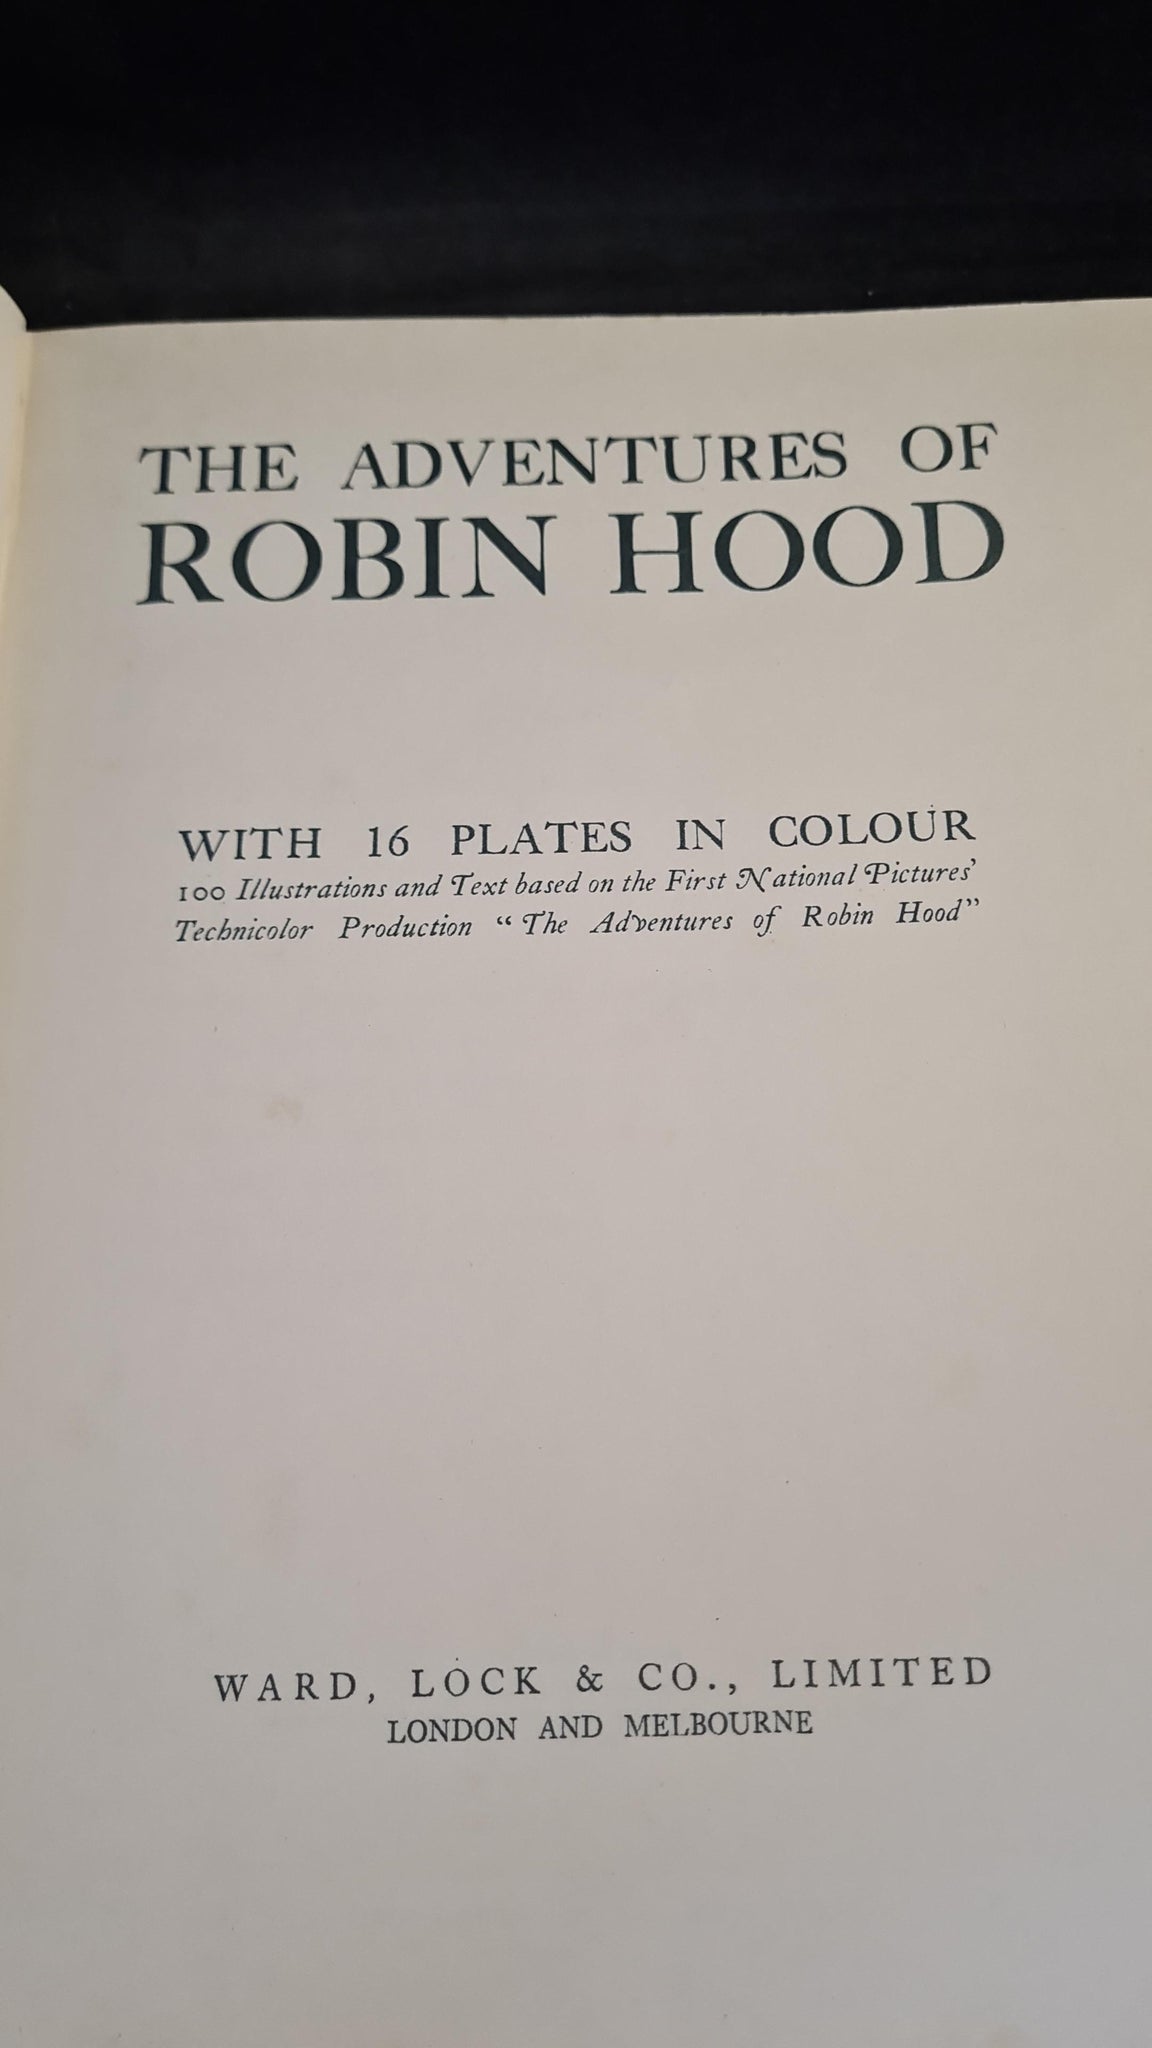 THE ADVENTURES OF
ROBIN HOOD
WITH 16 PLATES IN COLOUR
100 Illustrations and Text based on the First National Pictures'
Technicolor Production “The Adventures of Robin Hood”
WARD, LOCK & CO., LIMITED
LONDON AND MELBOURNE